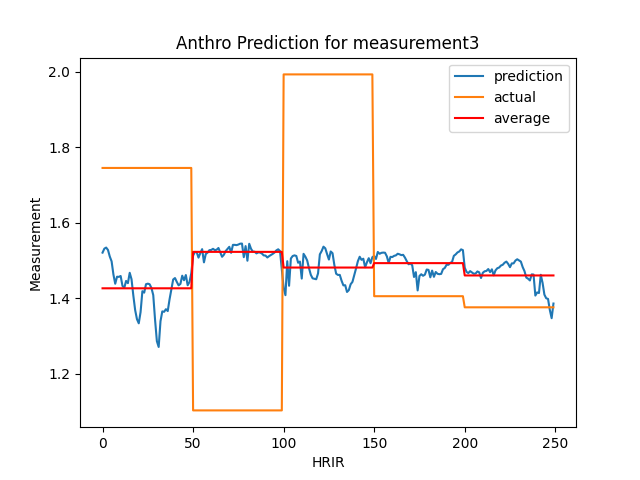 Anthro Prediction for measurement3
prediction
actual
average
Measurement
2.0
1.8
1.6
1.4
1.2
0 50 100 150 200 250
HRIR